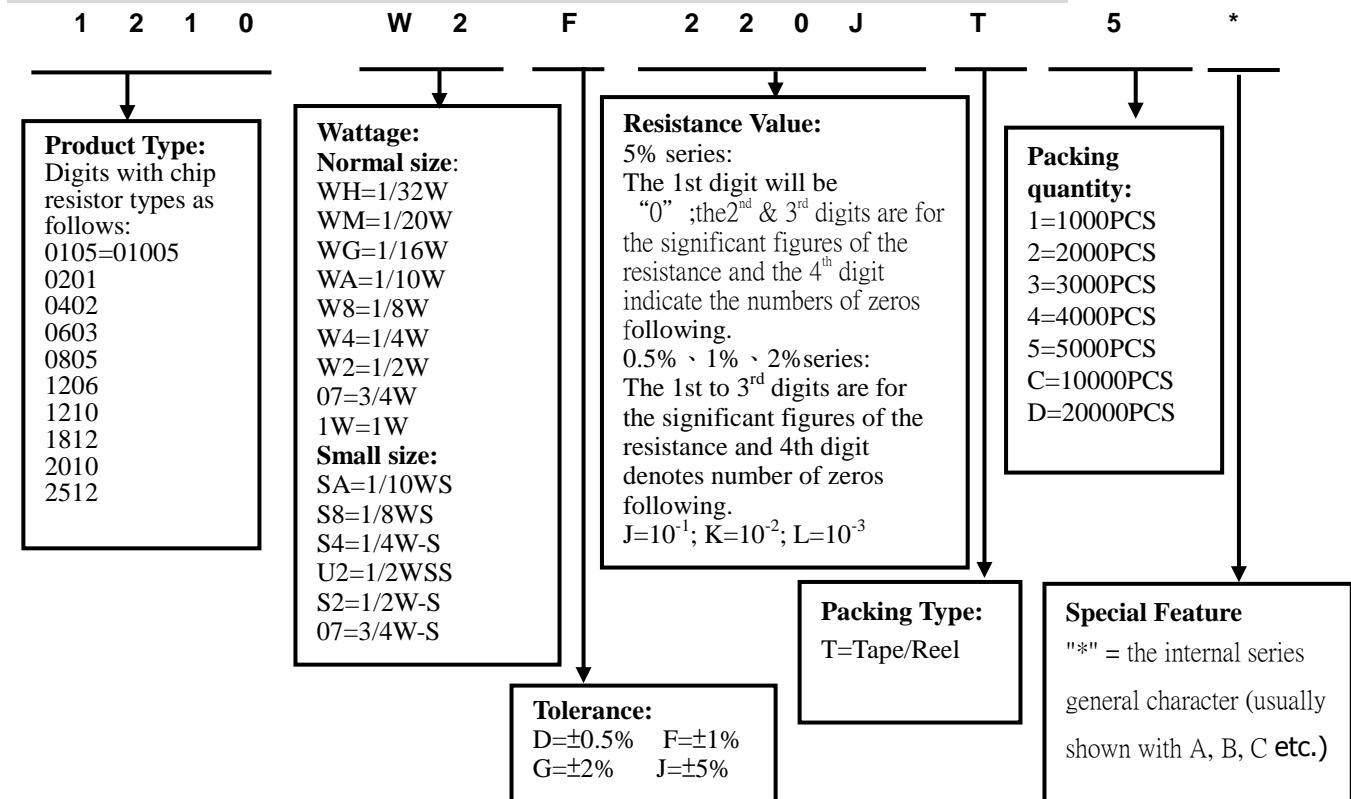 1 2 1 0 W 2 F 2 2 0 J T 5 *
Product Type:
Digits with chip
resistor types as
follows:
0105=01005
0201
0402
0603
0805
1206
1210
1812
2010
2512
Wattage:
Normal size:
WH=1/32W
WM=1/20W
WG=1/16W
WA=1/10W
W8=1/8W
W4=1/4W
W2=1/2W
07=3/4W
1W=1W
Small size:
SA=1/10WS
S8=1/8WS
S4=1/4W-S
U2=1/2WSS
S2=1/2W-S
07=3/4W-S
Tolerance:
D=±0.5% F=±1%
G=±2% J=±5%
Resistance Value:
5% series:
The 1st digit will be
“0” ;the2nd & 3rd digits are for
the significant figures of the
resistance and the 4th digit
indicate the numbers of zeros
following.
0.5%、1%、2%series:
The 1st to 3rd digits are for
the significant figures of the
resistance and 4th digit
denotes number of zeros
following.
J=10-1; K=10-2; L=10-3
Packing Type:
T=Tape/Reel
Packing
quantity:
1=1000PCS
2=2000PCS
3=3000PCS
4=4000PCS
5=5000PCS
C=10000PCS
D=20000PCS
Special Feature
"*" = the internal series
general character (usually
shown with A, B, C etc.)